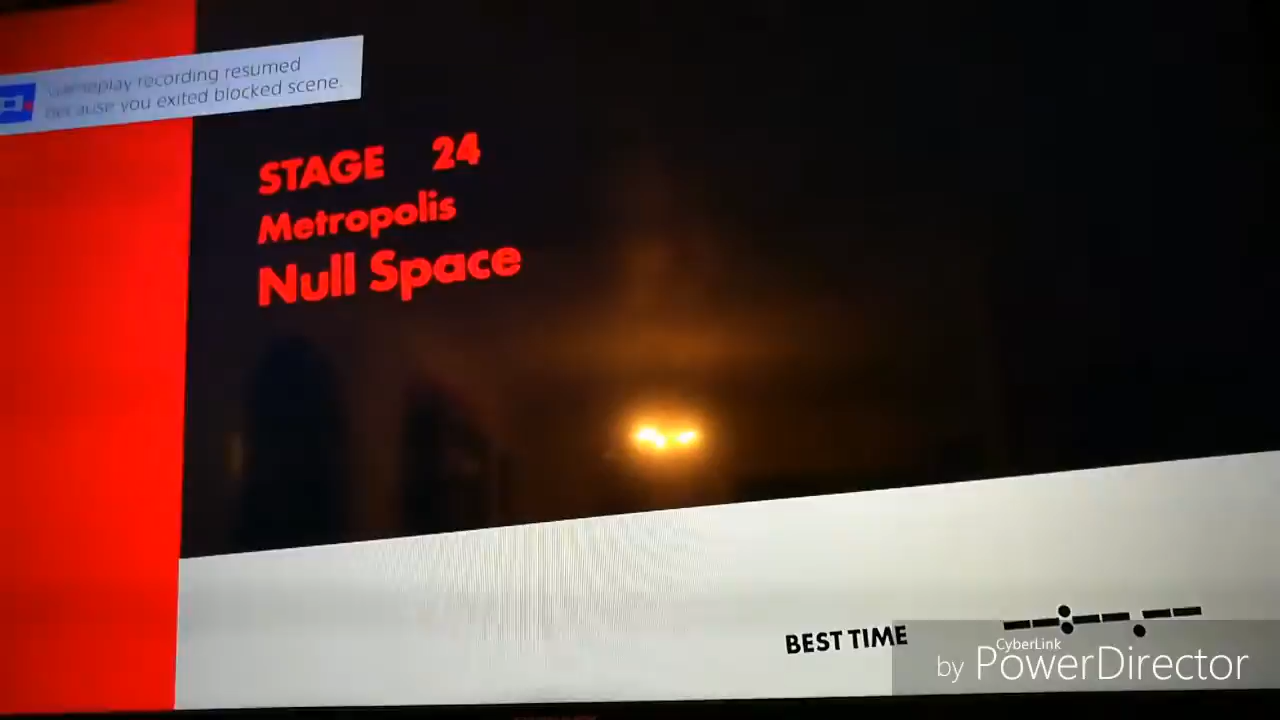 Gameplay recording resumed
because you exited blocked scene.
STAGE 24
Metropolis
Null Space
BEST TIME
CyberLink
by PowerDirector